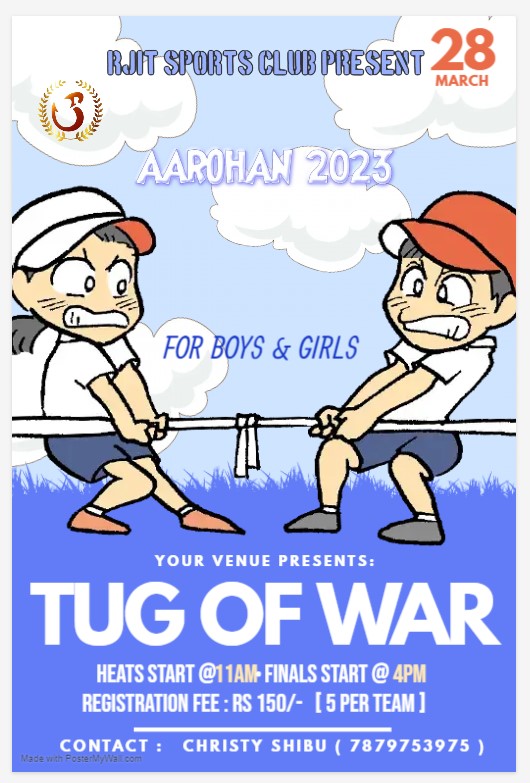 RJIT SPORTS CLUB PRESENT
28
MARCH
AAROHAN 2023
FOR BOYS & GIRLS
YOUR VENUE PRESENTS:
TUG OF WAR
HEATS START @11AM• FINALS START @ 4PM
REGISTRATION FEE : RS 150/- [ 5 PER TEAM ]
CONTACT : CHRISTY SHIBU ( 7879753975 )
Made with PosterMyWall.com